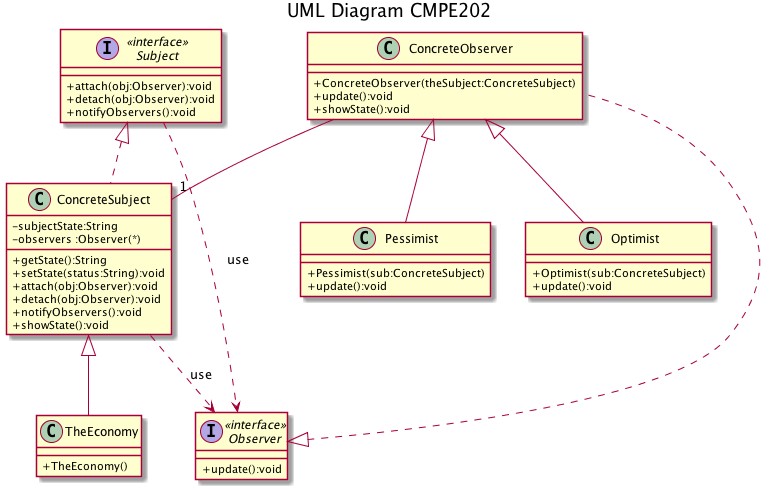 UML Diagram CMPE202
I
«interface»
Subject
+attach(obj:Observer):void
+detach(obj:Observer):void
+notifyObservers():void
C ConcreteObserver
+ConcreteObserver(theSubject:ConcreteSubject)
+update():void
+showState():void
1
C ConcreteSubject
−subjectState:String
−observers :Observer(*)
+getState():String
+setState(status:String):void
+attach(obj:Observer):void
+detach(obj:Observer):void
+notifyObservers():void
+showState():void
use
C Pessimist
+Pessimist(sub:ConcreteSubject)
+update():void
C Optimist
+Optimist(sub:ConcreteSubject)
+update():void
use
C TheEconomy
+TheEconomy()
I
«interface»
Observer
+update():void